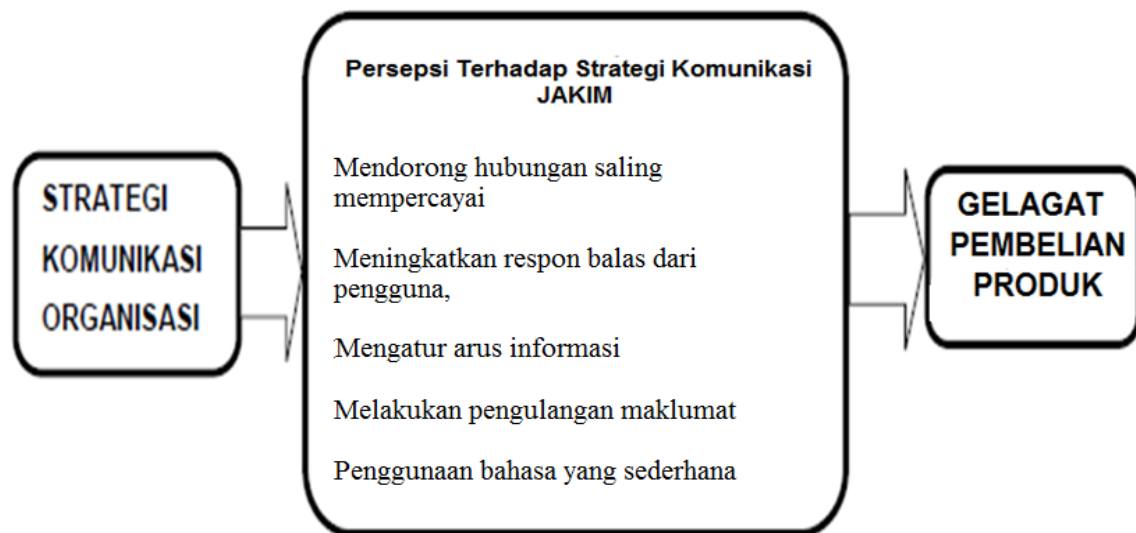 STRATEGI
KOMUNIKASI
ORGANISASI
Persepsi Terhadap Strategi Komunikasi
JAKIM
Mendorong hubungan saling
mempercayai
Meningkatkan respon balas dari
pengguna,
Mengatur arus informasi
Melakukan pengulangan maklumat
Penggunaan bahasa yang sederhana
GELAGAT
PEMBELIAN
PRODUK